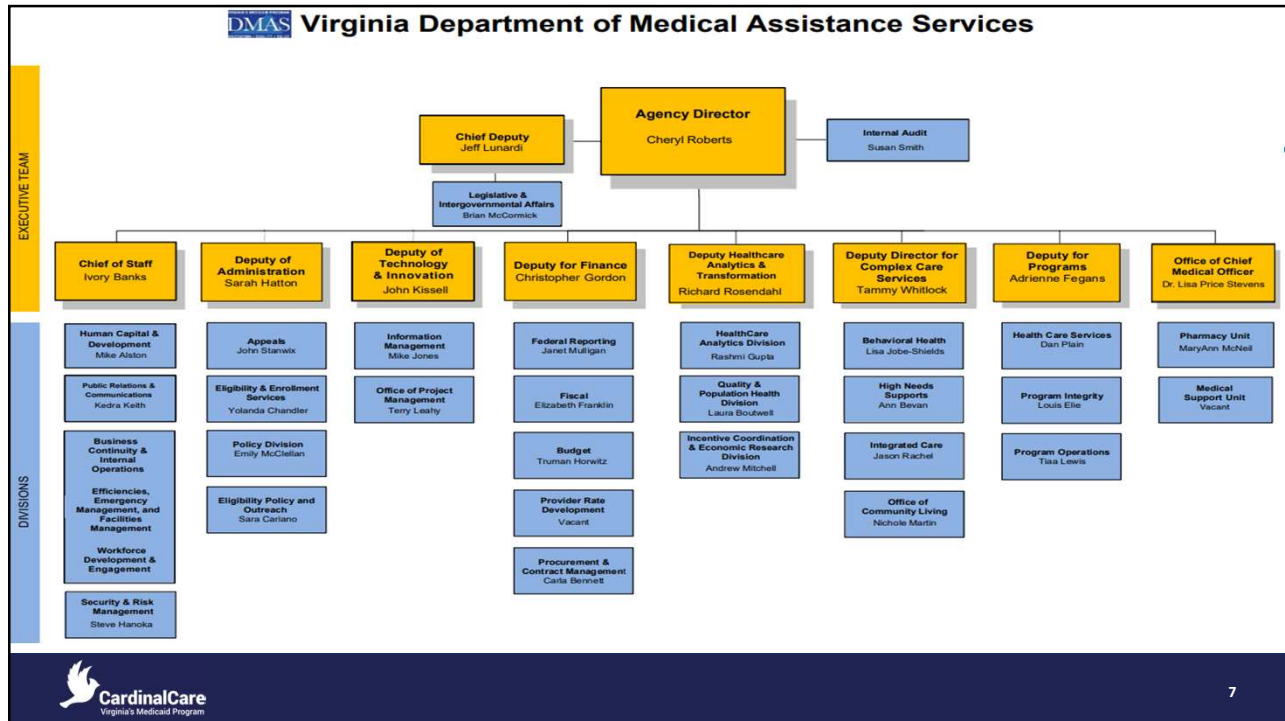 DMAS Virginia Department of Medical Assistance Services
EXECUTIVE TEAM
Agency Director
Cheryl Roberts
Chief Deputy
Jeff Lunardi
Internal Audit
Susan Smith
Legislative &
Intergovernmental Affairs
Brian McCormick
Chief of Staff
Ivory Banks
Deputy of
Administration
Sarah Hatton
Deputy of
Technology
& Innovation
John Kissell
Deputy for Finance
Christopher Gordon
Deputy Healthcare
Analytics &
Transformation
Richard Rosendahl
Deputy Director for
Complex Care
Services
Tammy Whitlock
Deputy for
Programs
Adrienne Fegans
Office of Chief
Medical Officer
Dr. Lisa Price Stevens
DIVISIONS
Human Capital &
Development
Mike Alston
Public Relations &
Communications
Kedra Keith
Business
Continuity &
Internal
Operations
Efficiencies,
Emergency
Management, and
Facilities
Management
Workforce
Development &
Engagement
Security & Risk
Management
Steve Hanoka
Appeals
John Stanwix
Eligibility & Enrollment
Services
Yolanda Chandler
Policy Division
Emily McClellan
Eligibility Policy and
Outreach
Sara Cariano
Information
Management
Mike Jones
Office of Project
Management
Terry Leahy
Federal Reporting
Janet Mulligan
Fiscal
Elizabeth Franklin
Budget
Truman Horwitz
Provider Rate
Development
Vacant
Procurement &
Contract Management
Carla Bennett
HealthCare
Analytics Division
Rashmi Gupta
Quality &
Population Health
Division
Laura Boutwell
Incentive Coordination
& Economic Research
Division
Andrew Mitchell
Behavioral Health
Lisa Jobe-Shields
High Needs
Supports
Ann Bevan
Integrated Care
Jason Rachel
Office of
Community Living
Nichole Martin
Health Care Services
Dan Plain
Program Integrity
Louis Elie
Program Operations
Tiaa Lewis
Pharmacy Unit
MaryAnn McNeil
Medical
Support Unit
Vacant
CardinalCare
Virginia's Medicaid Program
7